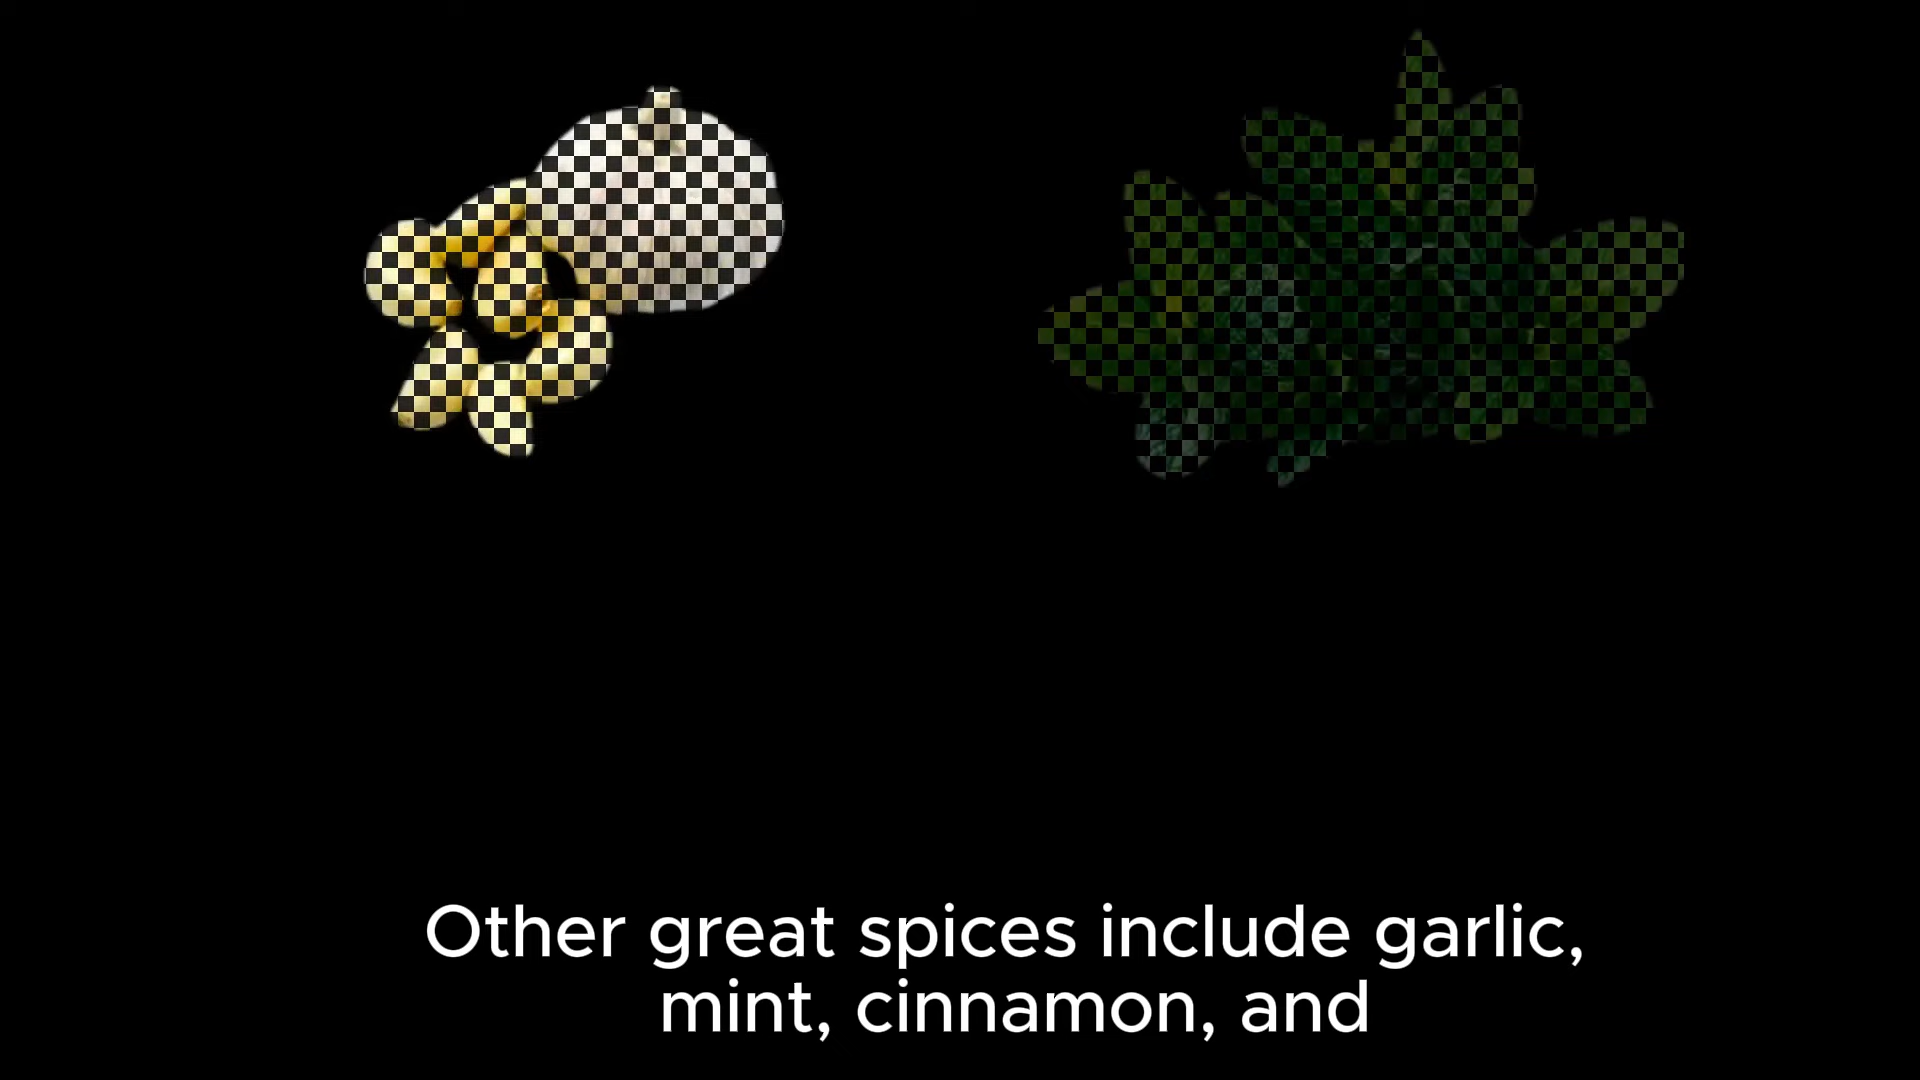 Other great spices include garlic,
mint, cinnamon, and